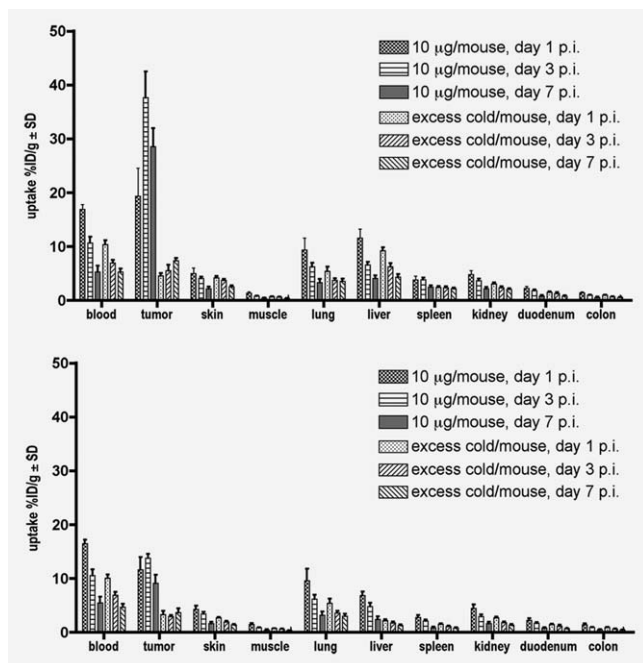 50
40
30
20
10
0
uptake %ID/g ± SD
10 μg/mouse, day 1 p.i.
10 μg/mouse, day 3 p.i.
10 μg/mouse, day 7 p.i.
excess cold/mouse, day 1 p.i.
excess cold/mouse, day 3 p.i.
excess cold/mouse, day 7 p.i.
blood tumor skin muscle lung liver spleen kidney duodenum colon
50
40
30
20
10
0
uptake %ID/g ± SD
10 μg/mouse, day 1 p.i.
10 μg/mouse, day 3 p.i.
10 μg/mouse, day 7 p.i.
excess cold/mouse, day 1 p.i.
excess cold/mouse, day 3 p.i.
excess cold/mouse, day 7 p.i.
blood tumor skin muscle lung liver spleen kidney duodenum colon